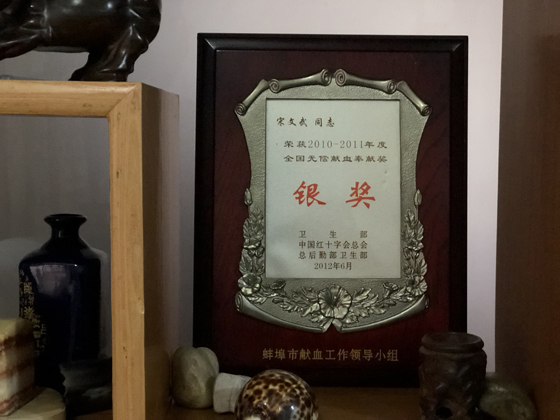 宋文武 同志
荣获2010-2011年度
全国无偿献血奉献奖
银 奖
卫 生 部
中国红十字会总会
总后勤部卫生部
2012年6月
蚌埠市献血工作领导小组